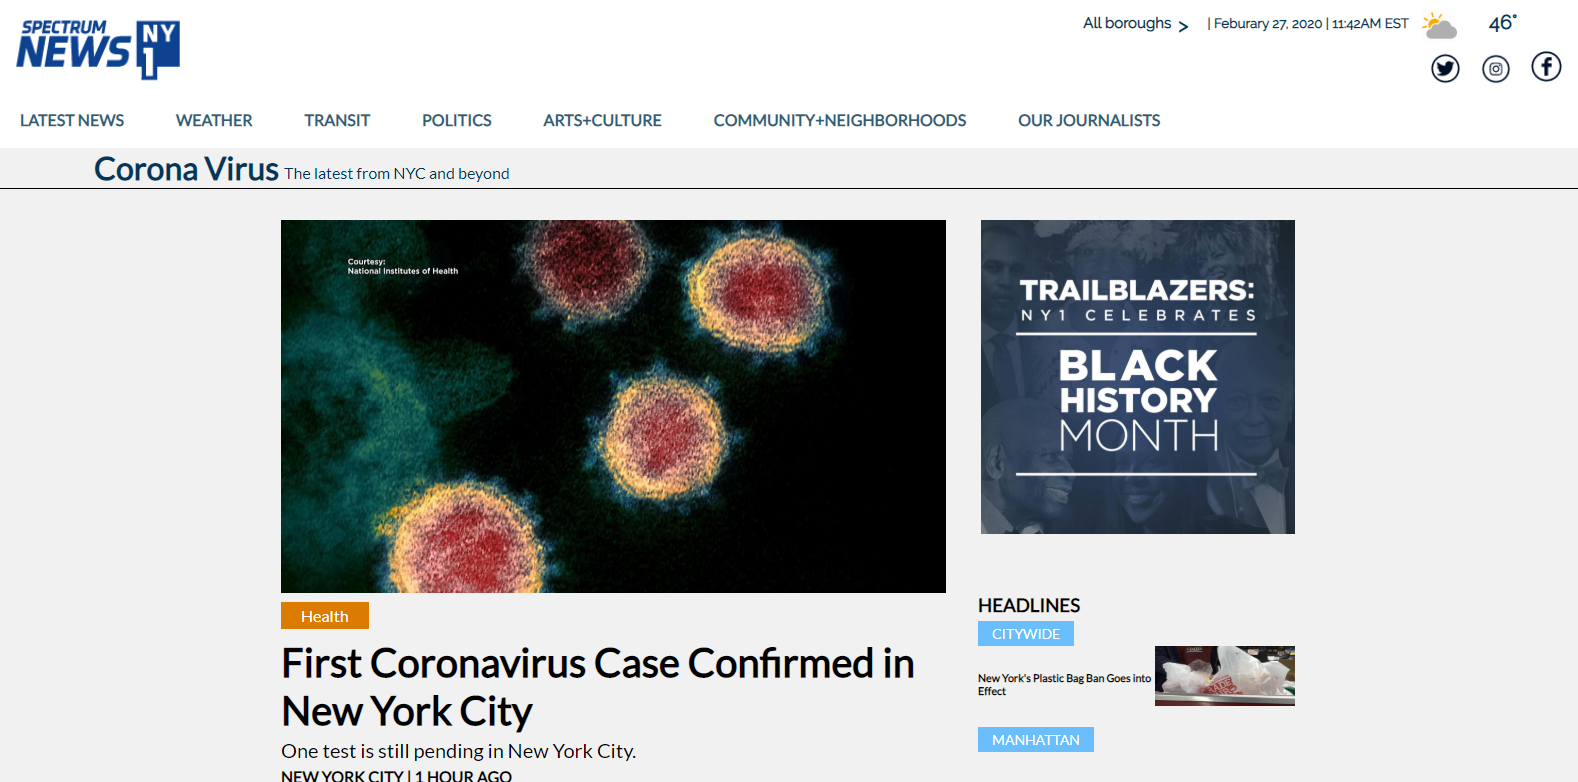 SPECTRUM
NEWS NY
1
All boroughs > | Feburary 27, 2020 | 11:42AM EST 46°
LATEST NEWS WEATHER TRANSIT POLITICS ARTS+CULTURE COMMUNITY+NEIGHBORHOODS OUR JOURNALISTS
Corona Virus The latest from NYC and beyond
Courtesy:
National Institutes of Health
Health
First Coronavirus Case Confirmed in
New York City
One test is still pending in New York City.
NEW YORK CITY | 1 HOUR AGO
TRAILBLAZERS:
NY1 CELEBRATES
BLACK
HISTORY
MONTH
HEADLINES
CITYWIDE
New York's Plastic Bag Ban Goes into
Effect
MANHATTAN